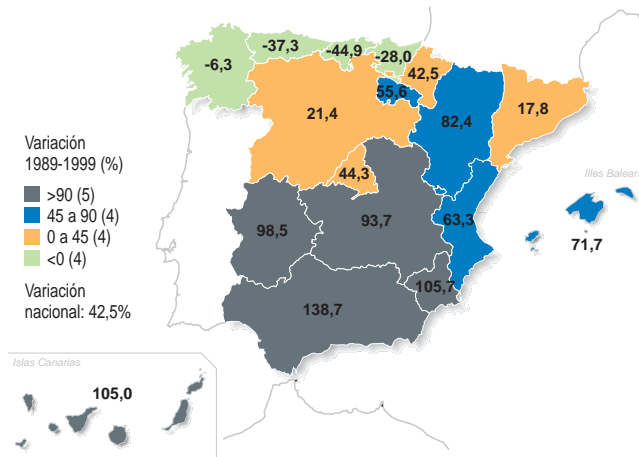 -37,3
-44,9
-28,0
-6,3
42,5
55,6
17,8
21,4
82,4
Variación
1989-1999 (%)
44,3
>90 (5)
45 a 90 (4)
0 a 45 (4)
<0 (4)
Illes Balears
93,7
63,3
98,5
71,7
Variación
nacional: 42,5%
105,7
138,7
Islas Canarias
105,0